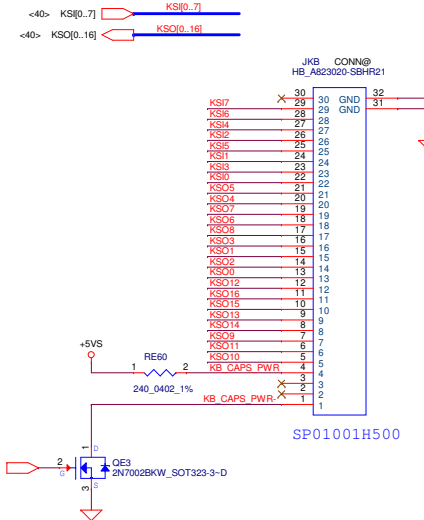 <40> KSI[0..7] KSI[0..7]
<40> KSO[0..16] KSO[0..16]
JKB CONN@
HB_A823020-SBHR21
30 30 GND 32
KSI7 29 29 GND 31
KSI6 28 28
KSI4 27 27
KSI2 26 26
KSI5 25 25
KSI1 24 24
KSI3 23 23
KSI0 22 22
KSO5 21 21
KSO4 20 20
KSO7 19 19
KSO6 18 18
KSO8 17 17
KSO3 16 16
KSO1 15 15
KSO2 14 14
KSO0 13 13
KSO12 12 12
KSO16 11 11
KSO15 10 10
KSO13 9 9
KSO14 8 8
KSO9 7 7
KSO11 6 6
KSO10 5 5
+5VS
RE60
1 2 KB_CAPS_PWR 4 4
240_0402_1%
3 3
2 2
KB_CAPS_PWR- 1 1
SP01001H500
1 D
2 G
QE3
2N7002BKW_SOT323-3~D
3 S